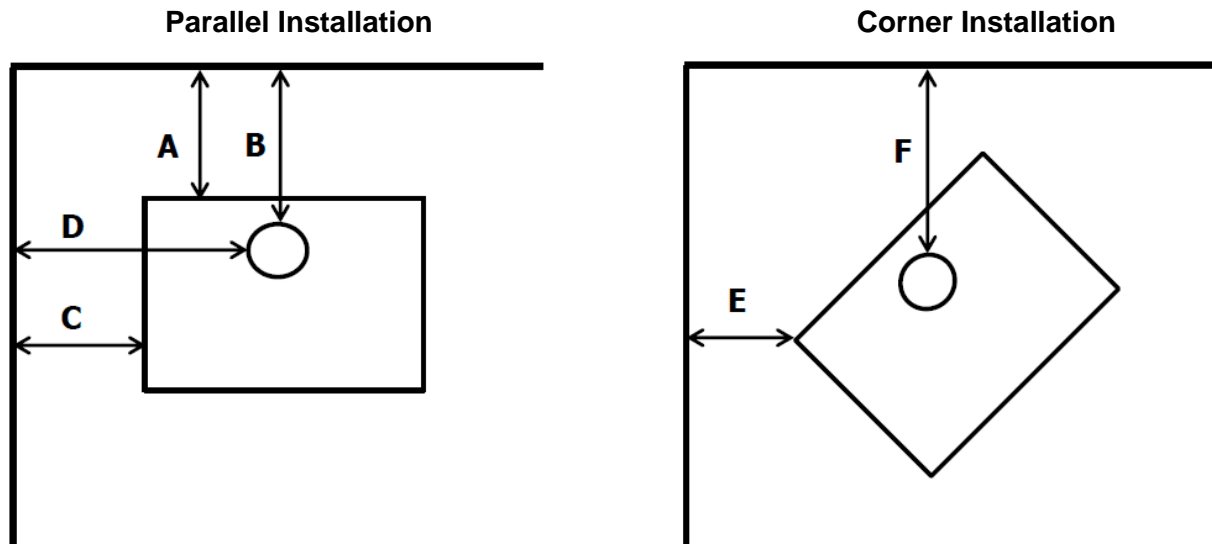 Parallel Installation
Corner Installation
A
B
F
D
C
E